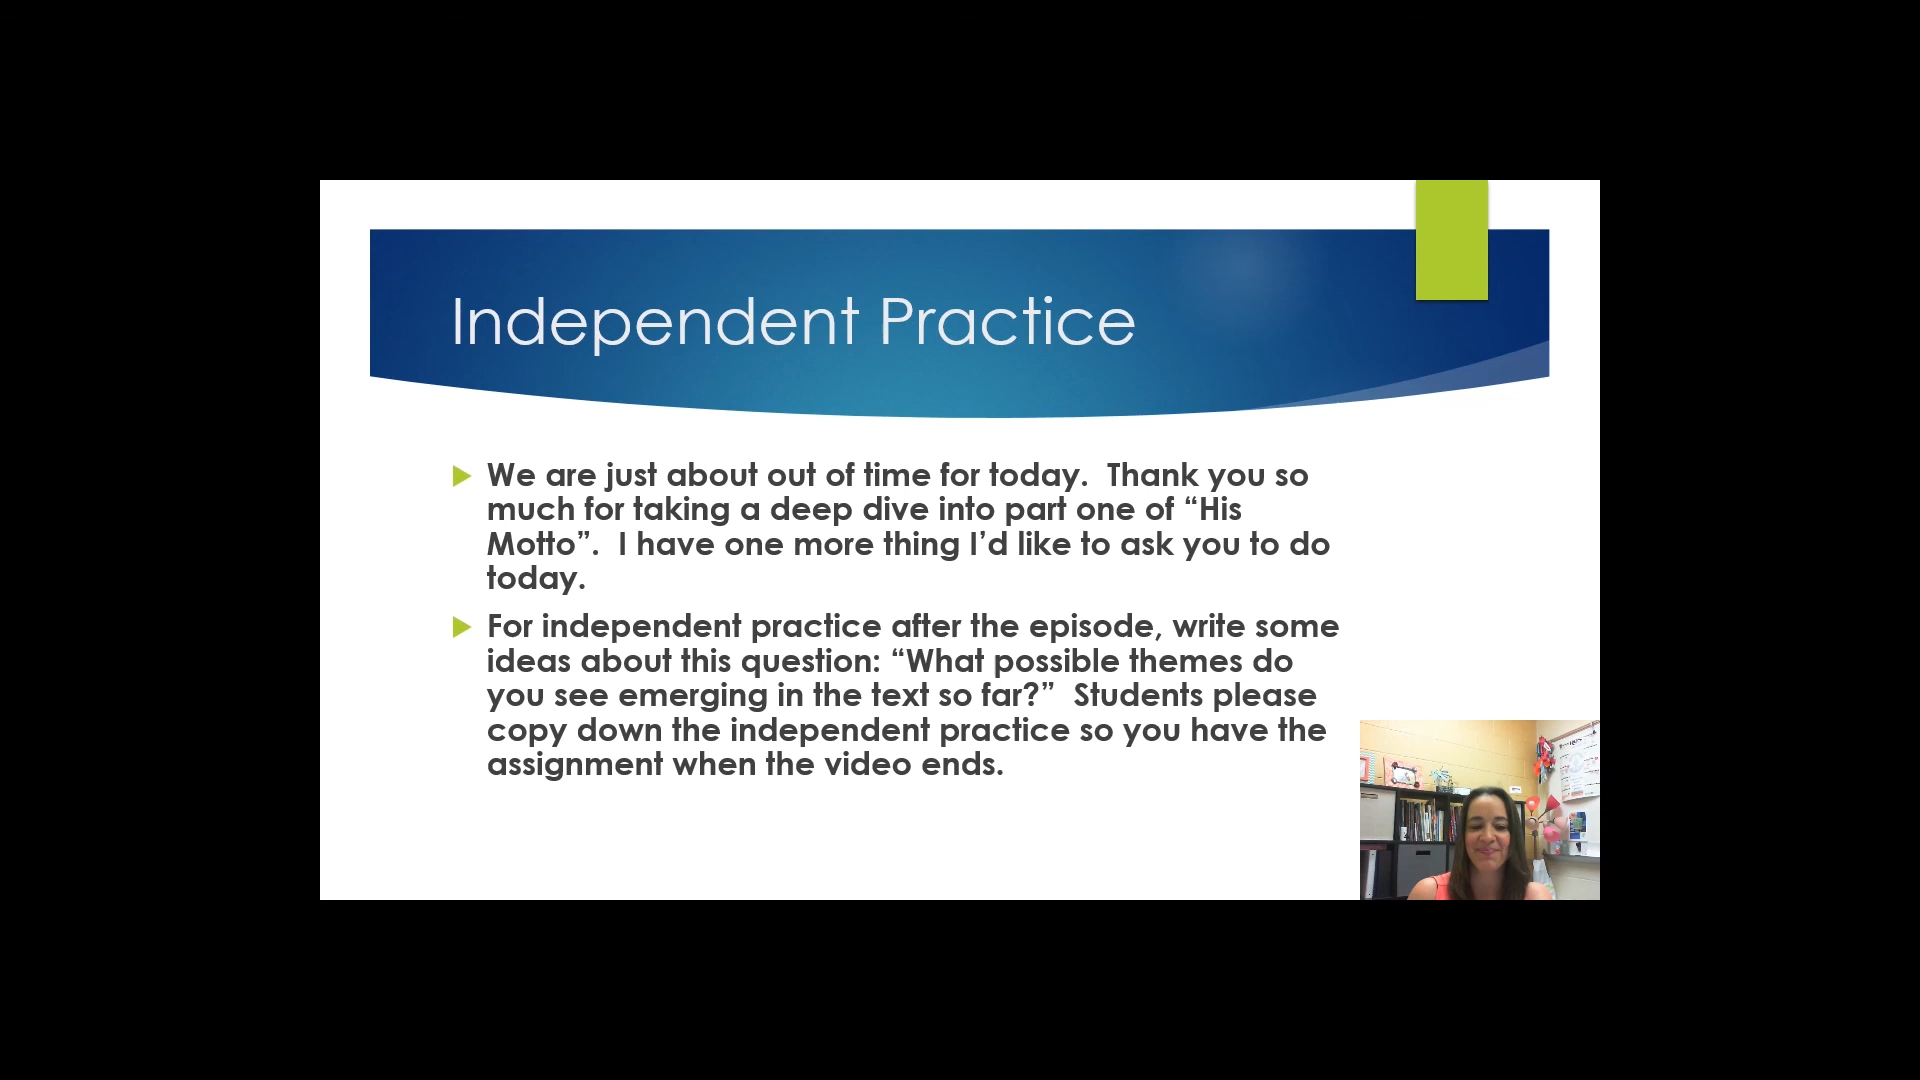 Independent Practice
We are just about out of time for today.  Thank you so
much for taking a deep dive into part one of “His
Motto”.  I have one more thing I’d like to ask you to do
today.
For independent practice after the episode, write some
ideas about this question: “What possible themes do
you see emerging in the text so far?”  Students please
copy down the independent practice so you have the
assignment when the video ends.